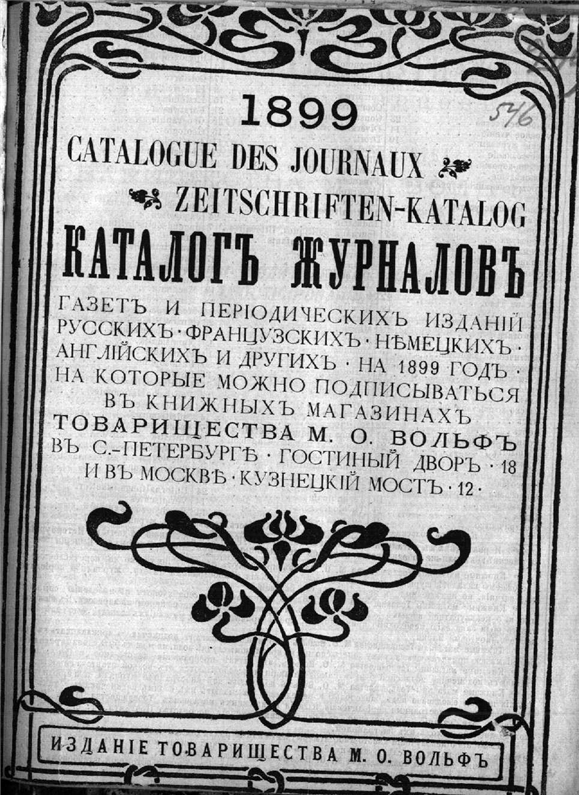 546
1899
CATALOGUE DES JOURNAUX
ZEITSCHRIFTEN-KATALOG
КАТАЛОГЪ ЖУРНАЛОВЪ
ГАЗЕТЪ И ПЕРІОДИЧЕСКИХЪ ИЗДАНІЙ
РУССКИХЪ · ФРАНЦУЗСКИХЪ · НѢМЕЦКИХЪ ·
АНГЛІЙСКИХЪ И ДРУГИХЪ · НА 1899 ГОДЪ ·
НА КОТОРЫЕ МОЖНО ПОДПИСЫВАТЬСЯ
ВЪ КНИЖНЫХЪ МАГАЗИНАХЪ
ТОВАРИЩЕСТВА М. О. ВОЛЬФЪ
ВЪ С.-ПЕТЕРБУРГѢ · ГОСТИНЫЙ ДВОРЪ · 18
И ВЪ МОСКВѢ · КУЗНЕЦКІЙ МОСТЪ · 12 ·
ИЗДАНІЕ ТОВАРИЩЕСТВА М. О. ВОЛЬФЪ